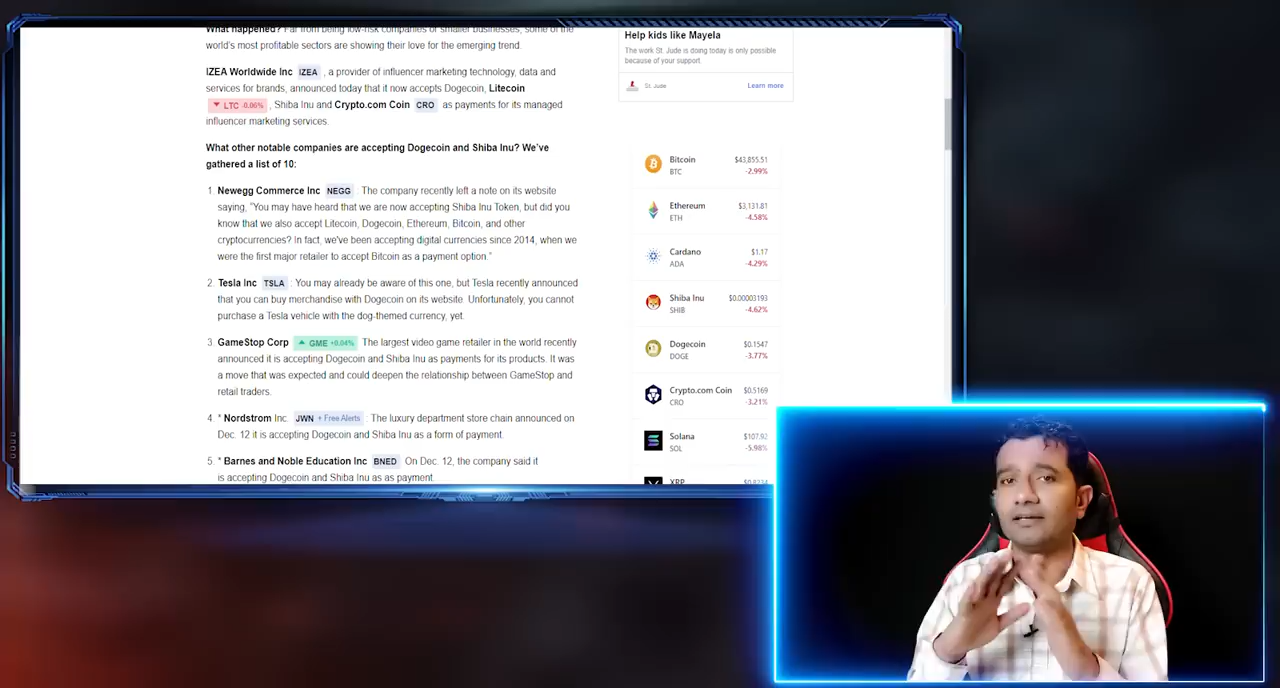 What happened? Far from being low-risk companies or smaller businesses, some of the
world's most profitable sectors are showing their love for the emerging trend.
IZEA Worldwide Inc IZEA , a provider of influencer marketing technology, data and
services for brands, announced today that it now accepts Dogecoin, Litecoin
LTC -0.06% , Shiba Inu and Crypto.com Coin CRO as payments for its managed
influencer marketing services.
What other notable companies are accepting Dogecoin and Shiba Inu? We've
gathered a list of 10:
1. Newegg Commerce Inc NEGG : The company recently left a note on its website
saying, "You may have heard that we are now accepting Shiba Inu Token, but did you
know that we also accept Litecoin, Dogecoin, Ethereum, Bitcoin, and other
cryptocurrencies? In fact, we've been accepting digital currencies since 2014, when we
were the first major retailer to accept Bitcoin as a payment option."
2. Tesla Inc TSLA : You may already be aware of this one, but Tesla recently announced
that you can buy merchandise with Dogecoin on its website. Unfortunately, you cannot
purchase a Tesla vehicle with the dog-themed currency, yet.
3. GameStop Corp GME +0.04% The largest video game retailer in the world recently
announced it is accepting Dogecoin and Shiba Inu as payments for its products. It was
a move that was expected and could deepen the relationship between GameStop and
retail traders.
4. * Nordstrom Inc. JWN + Free Alerts : The luxury department store chain announced on
Dec. 12 it is accepting Dogecoin and Shiba Inu as a form of payment.
5. * Barnes and Noble Education Inc BNED On Dec. 12, the company said it
is accepting Dogecoin and Shiba Inu as as payment.
Help kids like Mayela
The work St. Jude is doing today is only possible
because of your support.
St. Jude Learn more
Bitcoin $43,855.51
BTC -2.99%
Ethereum $3,131.81
ETH -4.58%
Cardano $1.17
ADA -4.29%
Shiba Inu $0.00003193
SHIB -4.62%
Dogecoin $0.1547
DOGE -3.77%
Crypto.com Coin $0.5169
CRO -3.21%
Solana $107.92
SOL -5.98%
XRP $0.8234